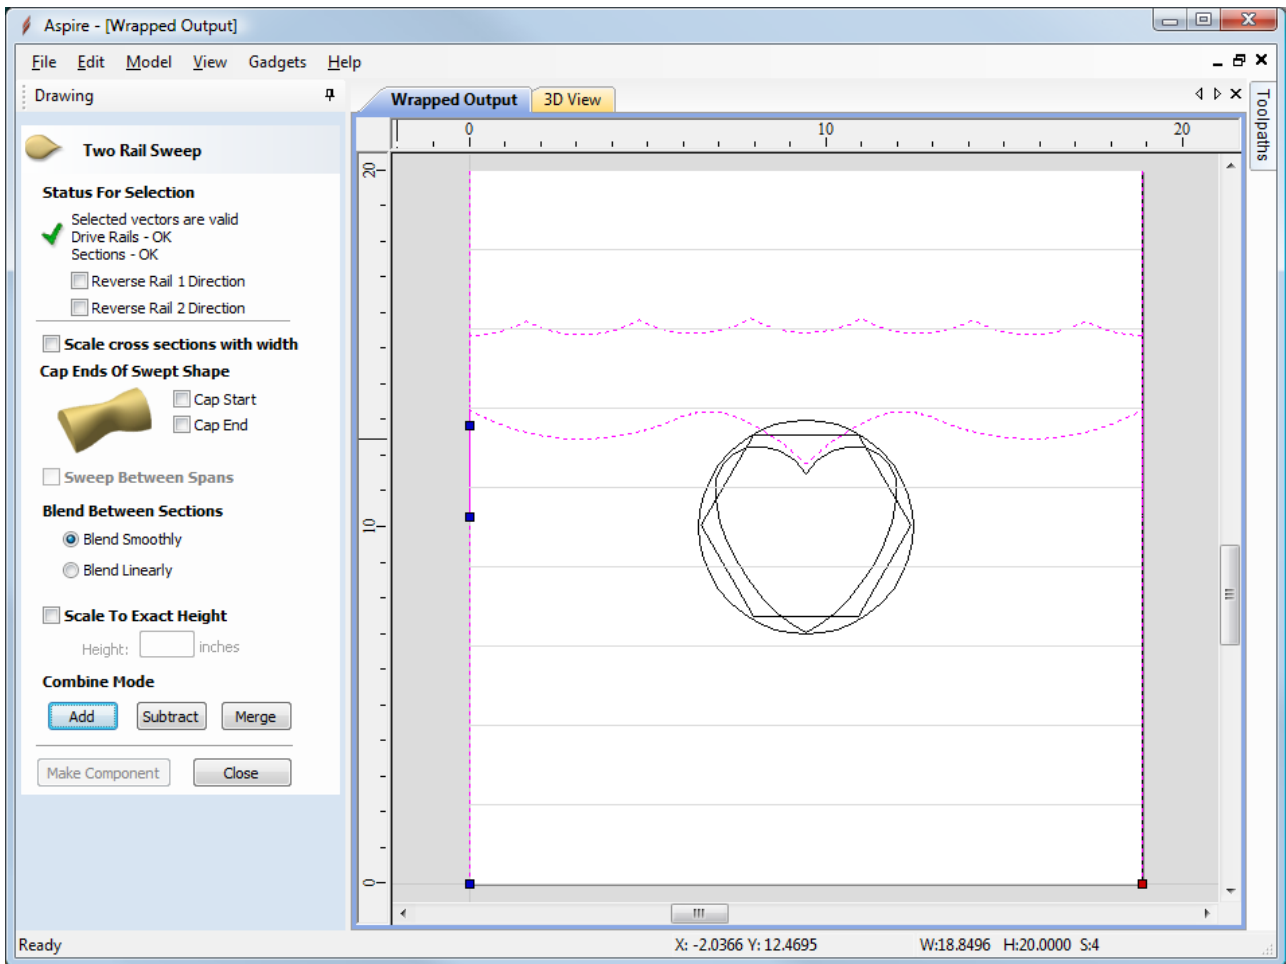 Aspire - [Wrapped Output]
File Edit Model View Gadgets Help
Drawing
Wrapped Output 3D View
Toolpaths
0 10 20
20
10
0
Two Rail Sweep
Status For Selection
Selected vectors are valid
Drive Rails - OK
Sections - OK
Reverse Rail 1 Direction
Reverse Rail 2 Direction
Scale cross sections with width
Cap Ends Of Swept Shape
Cap Start
Cap End
Sweep Between Spans
Blend Between Sections
Blend Smoothly
Blend Linearly
Scale To Exact Height
Height: inches
Combine Mode
Add Subtract Merge
Make Component Close
Ready X: -2.0366 Y: 12.4695 W:18.8496 H:20.0000 S:4